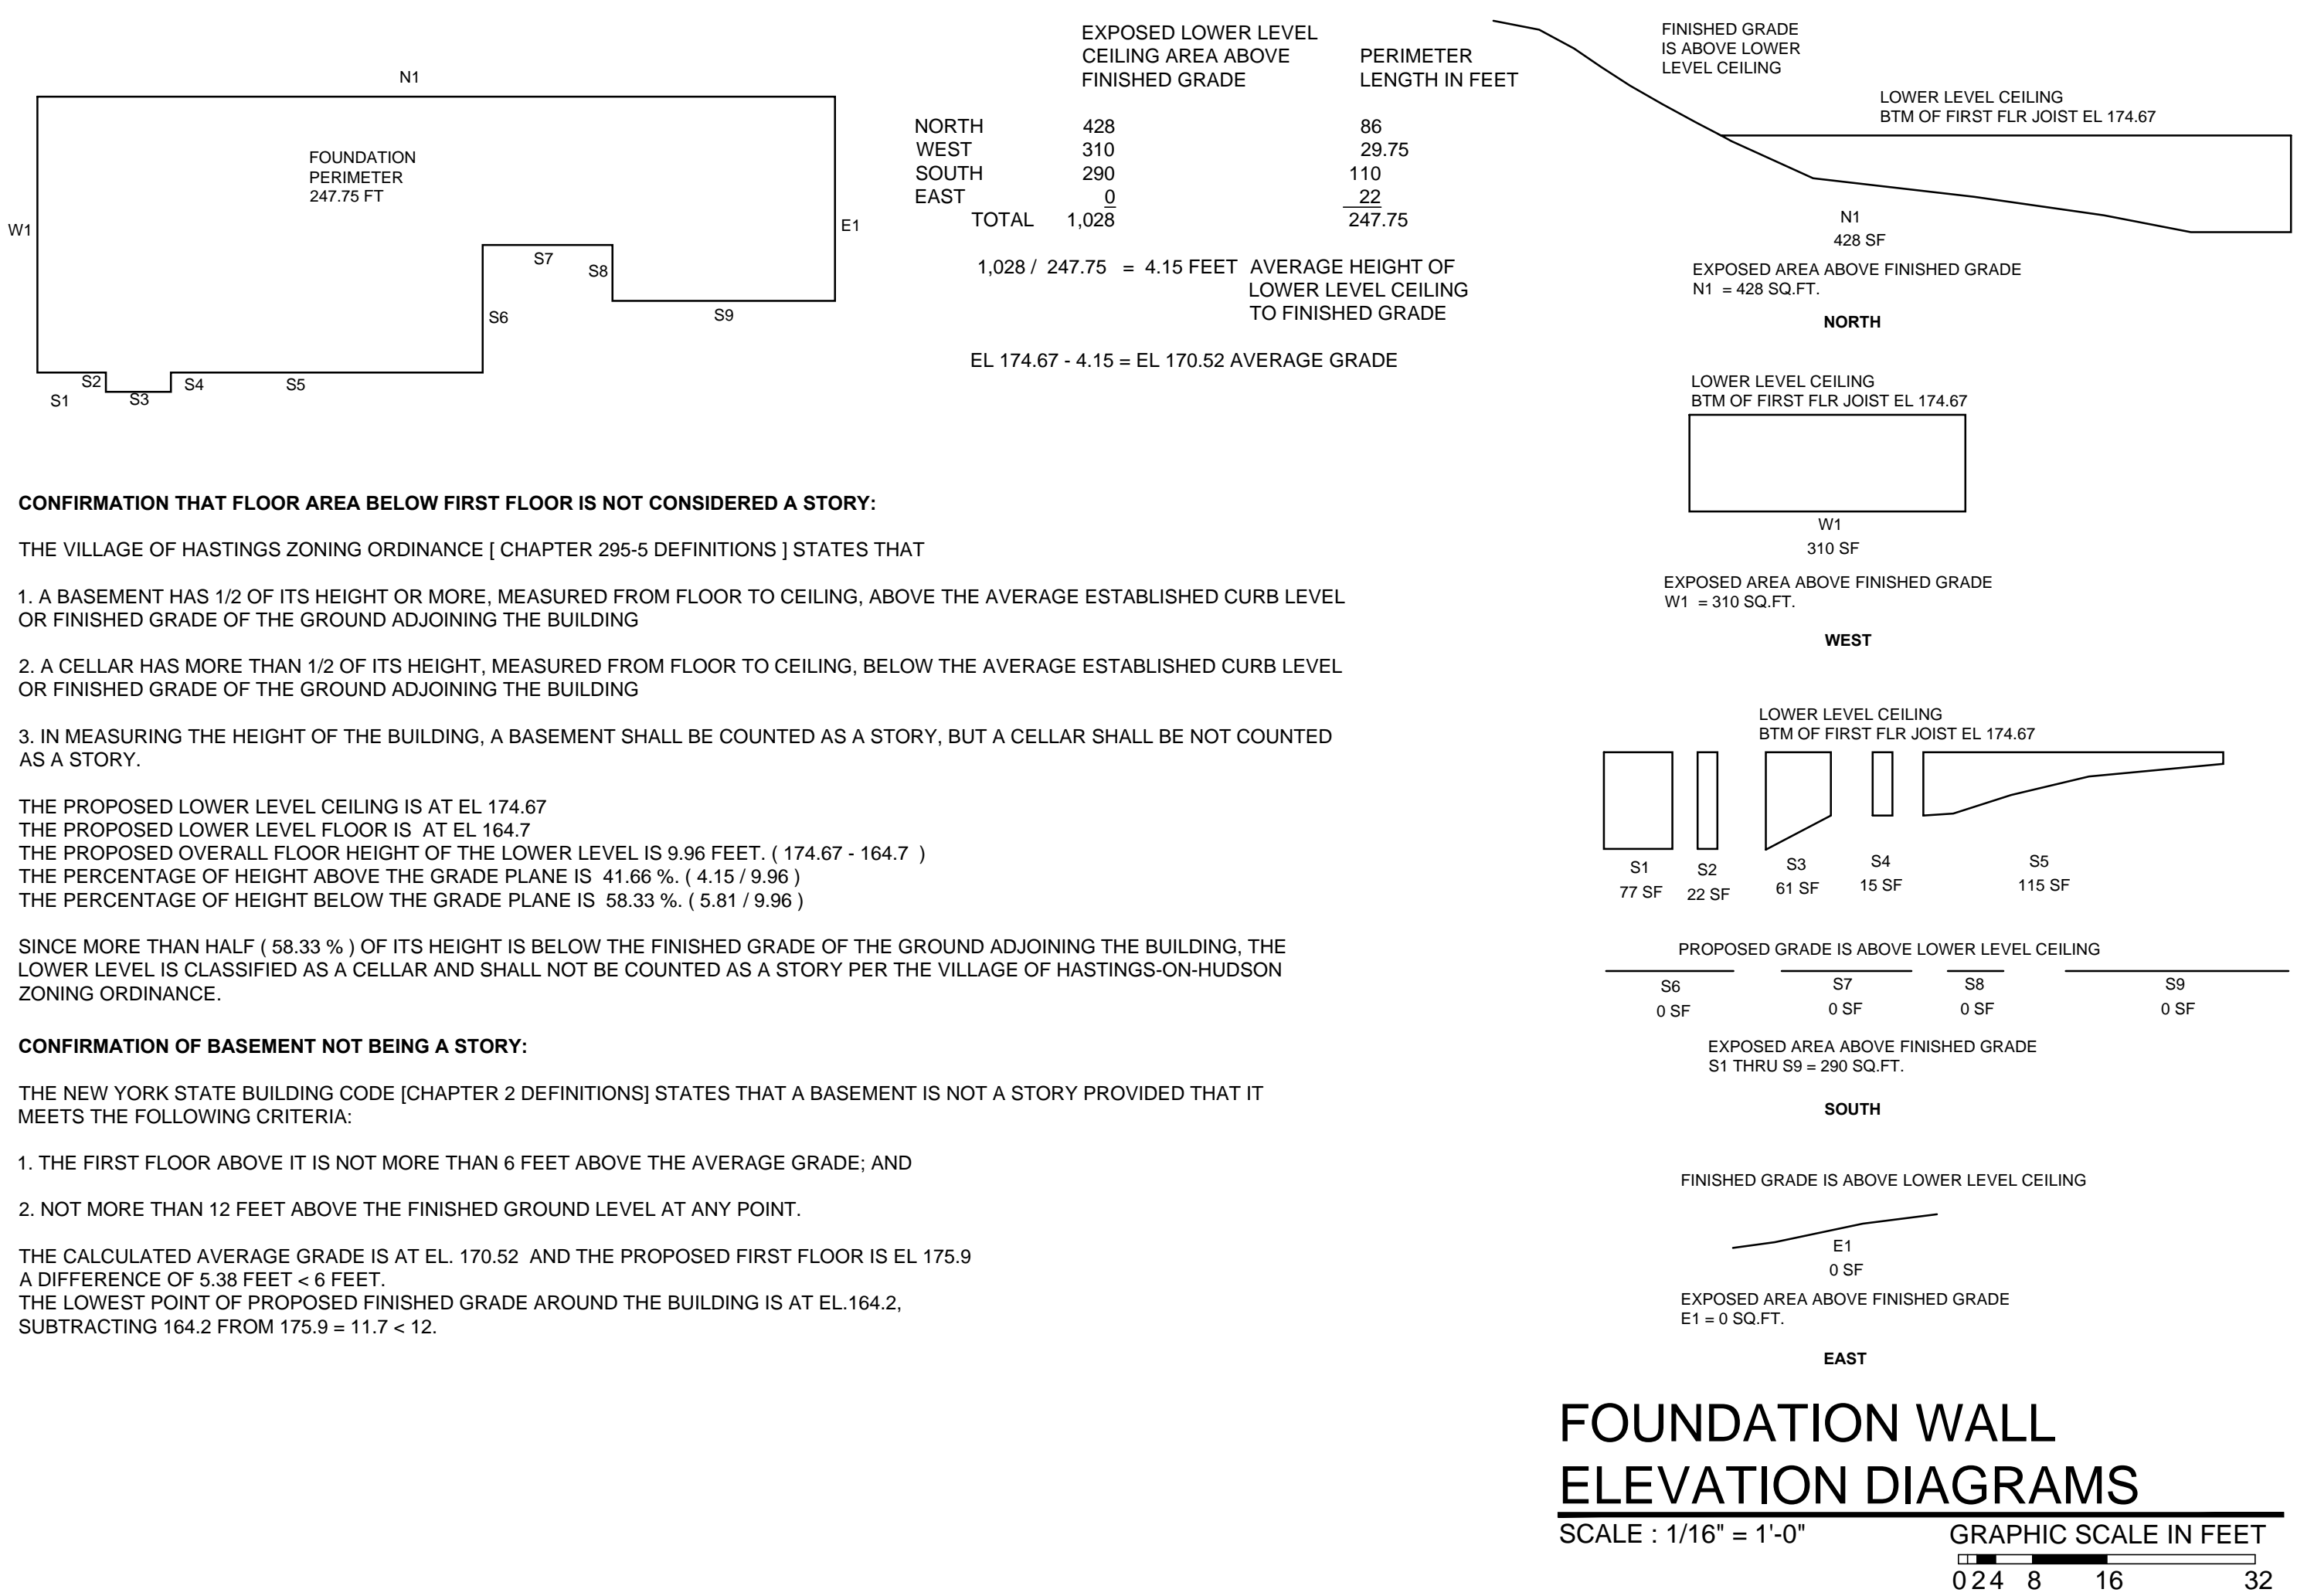 N1
FOUNDATION
PERIMETER
247.75 FT
W1
E1
S7
S8
S6
S9
S2
S4
S5
S1
S3
EXPOSED LOWER LEVEL
CEILING AREA ABOVE
FINISHED GRADE
PERIMETER
LENGTH IN FEET
NORTH 428 86
WEST 310 29.75
SOUTH 290 110
EAST 0 22
TOTAL 1,028 247.75
1,028 / 247.75 = 4.15 FEET AVERAGE HEIGHT OF
LOWER LEVEL CEILING
TO FINISHED GRADE
EL 174.67 - 4.15 = EL 170.52 AVERAGE GRADE
CONFIRMATION THAT FLOOR AREA BELOW FIRST FLOOR IS NOT CONSIDERED A STORY:
THE VILLAGE OF HASTINGS ZONING ORDINANCE [ CHAPTER 295-5 DEFINITIONS ] STATES THAT
1. A BASEMENT HAS 1/2 OF ITS HEIGHT OR MORE, MEASURED FROM FLOOR TO CEILING, ABOVE THE AVERAGE ESTABLISHED CURB LEVEL
OR FINISHED GRADE OF THE GROUND ADJOINING THE BUILDING
2. A CELLAR HAS MORE THAN 1/2 OF ITS HEIGHT, MEASURED FROM FLOOR TO CEILING, BELOW THE AVERAGE ESTABLISHED CURB LEVEL
OR FINISHED GRADE OF THE GROUND ADJOINING THE BUILDING
3. IN MEASURING THE HEIGHT OF THE BUILDING, A BASEMENT SHALL BE COUNTED AS A STORY, BUT A CELLAR SHALL BE NOT COUNTED
AS A STORY.
THE PROPOSED LOWER LEVEL CEILING IS AT EL 174.67
THE PROPOSED LOWER LEVEL FLOOR IS AT EL 164.7
THE PROPOSED OVERALL FLOOR HEIGHT OF THE LOWER LEVEL IS 9.96 FEET. ( 174.67 - 164.7 )
THE PERCENTAGE OF HEIGHT ABOVE THE GRADE PLANE IS 41.66 %. ( 4.15 / 9.96 )
THE PERCENTAGE OF HEIGHT BELOW THE GRADE PLANE IS 58.33 %. ( 5.81 / 9.96 )
SINCE MORE THAN HALF ( 58.33 % ) OF ITS HEIGHT IS BELOW THE FINISHED GRADE OF THE GROUND ADJOINING THE BUILDING, THE
LOWER LEVEL IS CLASSIFIED AS A CELLAR AND SHALL NOT BE COUNTED AS A STORY PER THE VILLAGE OF HASTINGS-ON-HUDSON
ZONING ORDINANCE.
CONFIRMATION OF BASEMENT NOT BEING A STORY:
THE NEW YORK STATE BUILDING CODE [CHAPTER 2 DEFINITIONS] STATES THAT A BASEMENT IS NOT A STORY PROVIDED THAT IT
MEETS THE FOLLOWING CRITERIA:
1. THE FIRST FLOOR ABOVE IT IS NOT MORE THAN 6 FEET ABOVE THE AVERAGE GRADE; AND
2. NOT MORE THAN 12 FEET ABOVE THE FINISHED GROUND LEVEL AT ANY POINT.
THE CALCULATED AVERAGE GRADE IS AT EL. 170.52 AND THE PROPOSED FIRST FLOOR IS EL 175.9
A DIFFERENCE OF 5.38 FEET < 6 FEET.
THE LOWEST POINT OF PROPOSED FINISHED GRADE AROUND THE BUILDING IS AT EL.164.2,
SUBTRACTING 164.2 FROM 175.9 = 11.7 < 12.
FINISHED GRADE
IS ABOVE LOWER
LEVEL CEILING
LOWER LEVEL CEILING
BTM OF FIRST FLR JOIST EL 174.67
N1
428 SF
EXPOSED AREA ABOVE FINISHED GRADE
N1 = 428 SQ.FT.
NORTH
LOWER LEVEL CEILING
BTM OF FIRST FLR JOIST EL 174.67
W1
310 SF
EXPOSED AREA ABOVE FINISHED GRADE
W1 = 310 SQ.FT.
WEST
LOWER LEVEL CEILING
BTM OF FIRST FLR JOIST EL 174.67
S1 S2 S3 S4 S5
77 SF 22 SF 61 SF 15 SF 115 SF
PROPOSED GRADE IS ABOVE LOWER LEVEL CEILING
S6 S7 S8 S9
0 SF 0 SF 0 SF 0 SF
EXPOSED AREA ABOVE FINISHED GRADE
S1 THRU S9 = 290 SQ.FT.
SOUTH
FINISHED GRADE IS ABOVE LOWER LEVEL CEILING
E1
0 SF
EXPOSED AREA ABOVE FINISHED GRADE
E1 = 0 SQ.FT.
EAST
FOUNDATION WALL
ELEVATION DIAGRAMS
SCALE : 1/16" = 1'-0"
GRAPHIC SCALE IN FEET
0 2 4 8 16 32